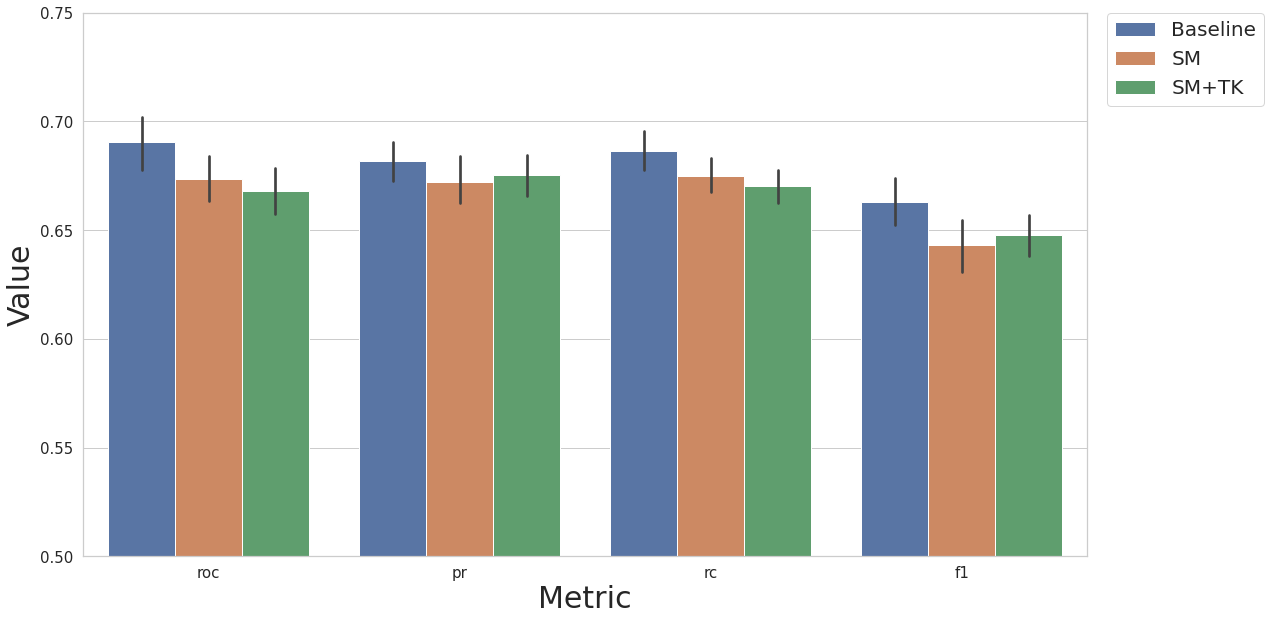 0.75
0.70
0.65
0.60
0.55
0.50
Value
roc
pr
rc
f1
Metric
Baseline
SM
SM+TK